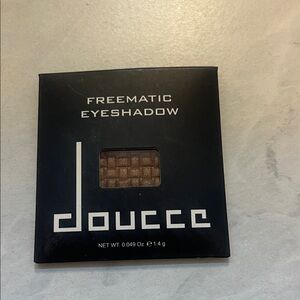 FREEMATIC
EYESHADOW
doucce
NET WT 0.049 Oz ℮ 1.4 g